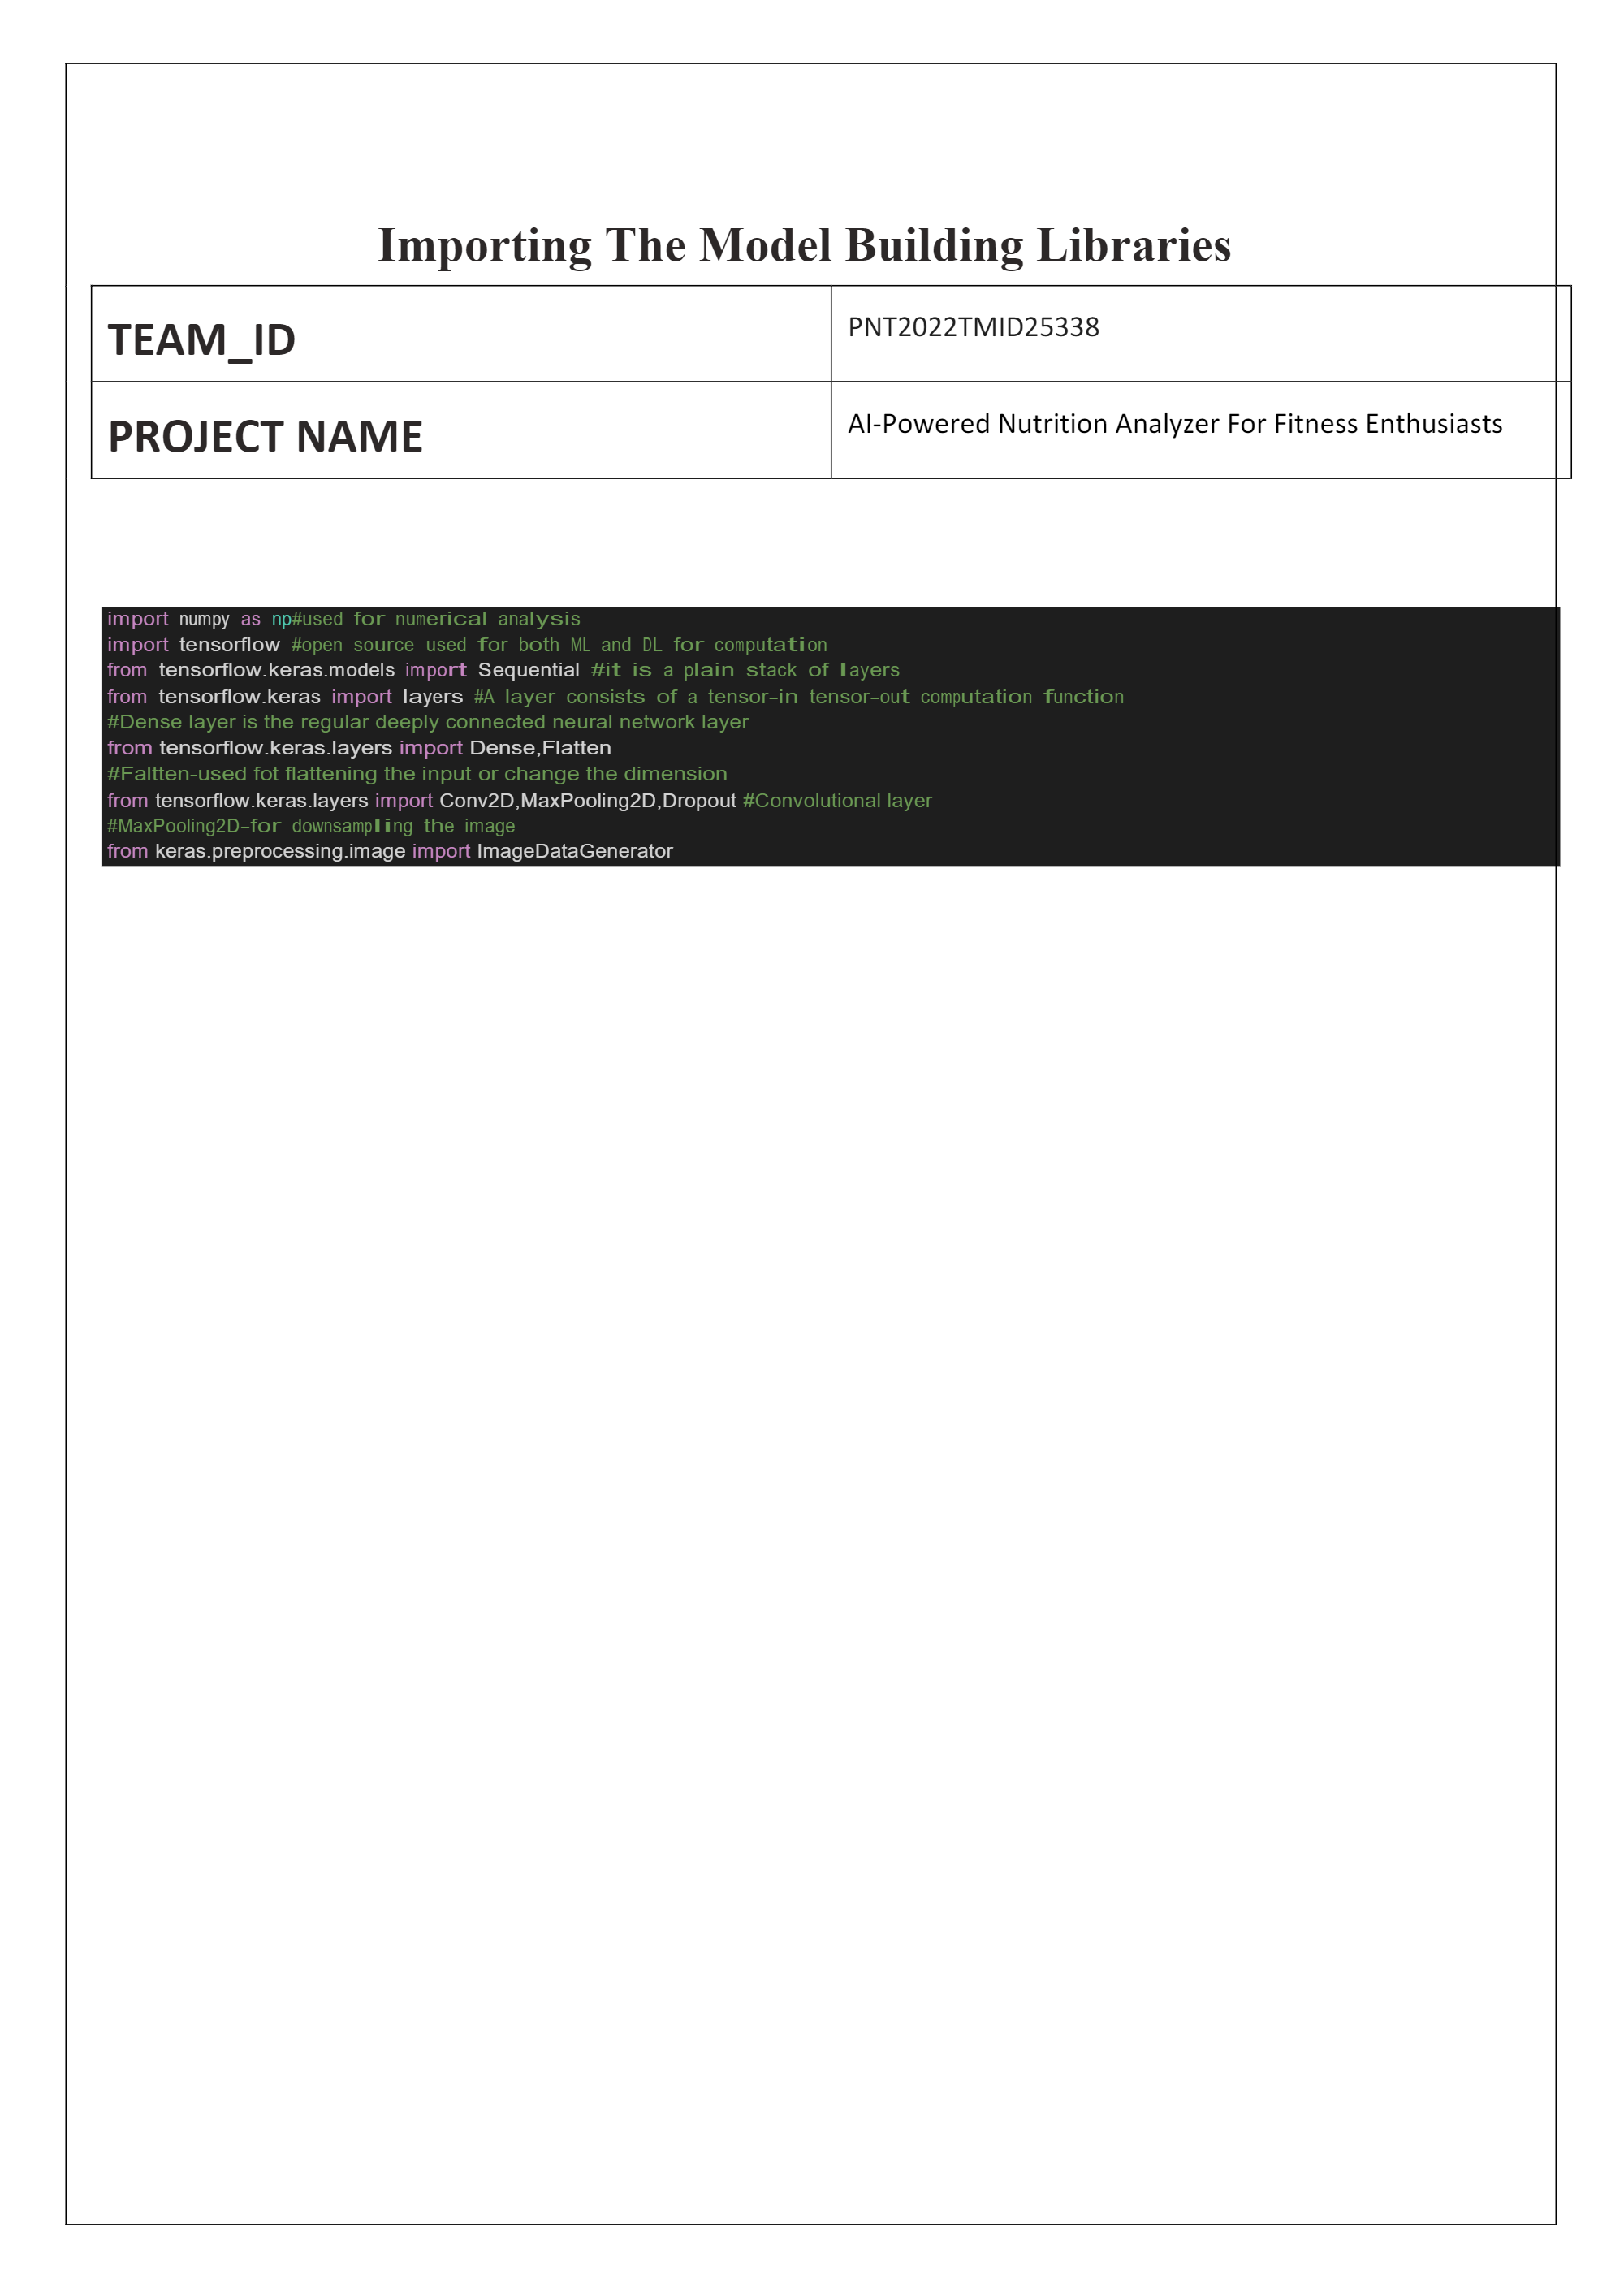 Importing The Model Building Libraries
TEAM_ID
PNT2022TMID25338
PROJECT NAME
AI-Powered Nutrition Analyzer For Fitness Enthusiasts
import numpy as np#used for numerical analysis
import tensorflow #open source used for both ML and DL for computation
from tensorflow.keras.models import Sequential #it is a plain stack of layers
from tensorflow.keras import layers #A layer consists of a tensor-in tensor-out computation function
#Dense layer is the regular deeply connected neural network layer
from tensorflow.keras.layers import Dense,Flatten
#Faltten-used fot flattening the input or change the dimension
from tensorflow.keras.layers import Conv2D,MaxPooling2D,Dropout #Convolutional layer
#MaxPooling2D-for downsampling the image
from keras.preprocessing.image import ImageDataGenerator